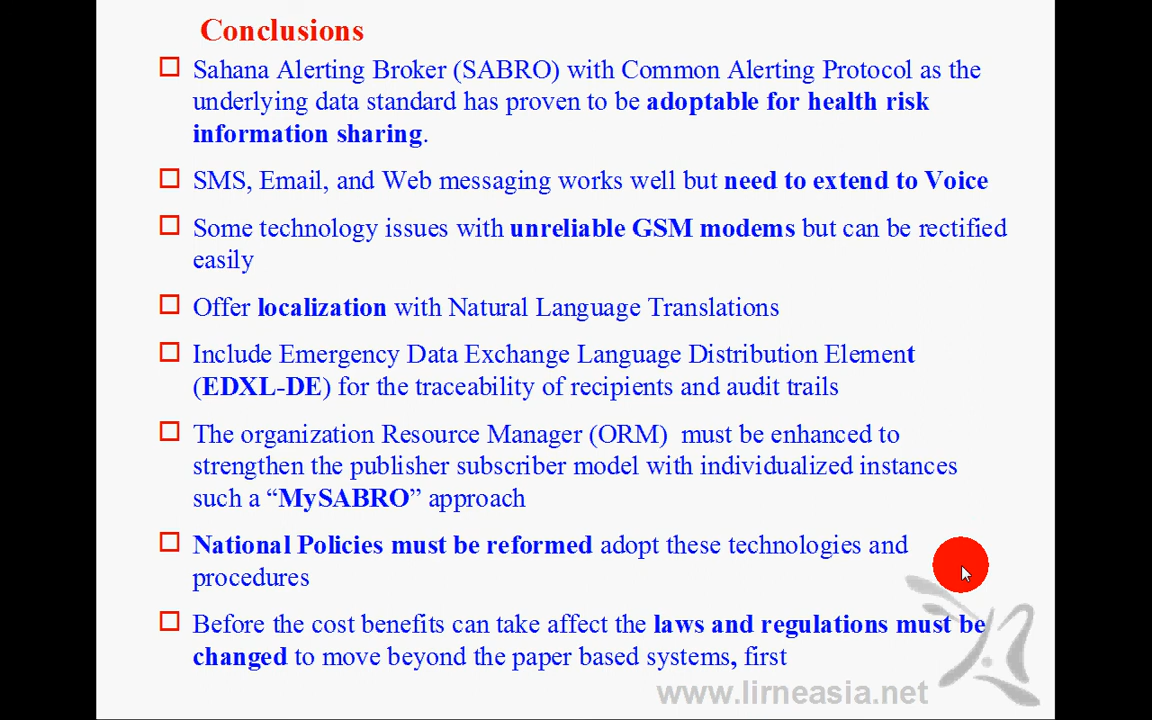 Conclusions
Sahana Alerting Broker (SABRO) with Common Alerting Protocol as the
underlying data standard has proven to be adoptable for health risk
information sharing.
SMS, Email, and Web messaging works well but need to extend to Voice
Some technology issues with unreliable GSM modems but can be rectified
easily
Offer localization with Natural Language Translations
Include Emergency Data Exchange Language Distribution Element
(EDXL-DE) for the traceability of recipients and audit trails
The organization Resource Manager (ORM)  must be enhanced to
strengthen the publisher subscriber model with individualized instances
such a “MySABRO” approach
National Policies must be reformed adopt these technologies and
procedures
Before the cost benefits can take affect the laws and regulations must be
changed to move beyond the paper based systems, first
www.lirneasia.net